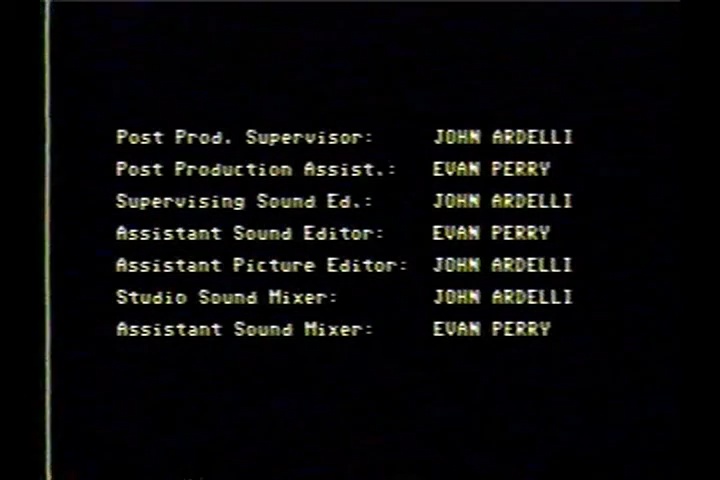 Post Prod. Supervisor: JOHN ARDELLI
Post Production Assist.: EVAN PERRY
Supervising Sound Ed.: JOHN ARDELLI
Assistant Sound Editor: EVAN PERRY
Assistant Picture Editor: JOHN ARDELLI
Studio Sound Mixer: JOHN ARDELLI
Assistant Sound Mixer: EVAN PERRY